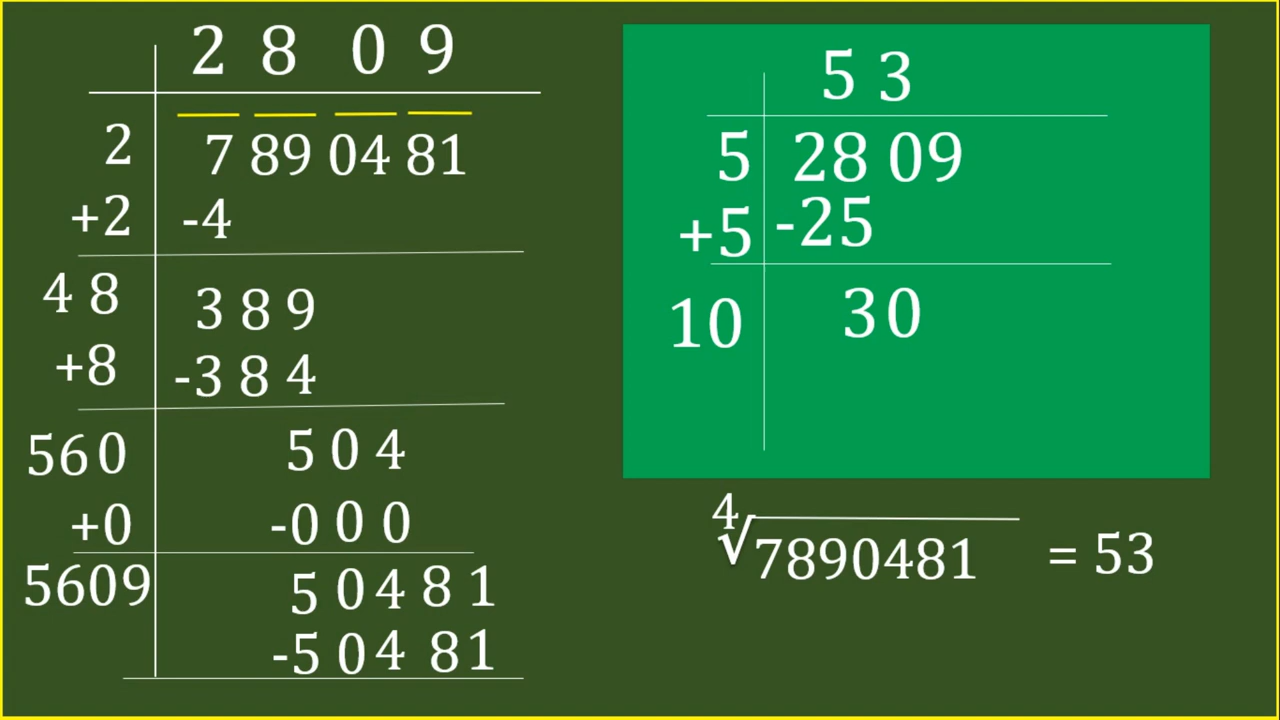 2 8 0 9
2 7 89 04 81
+2 -4
4 8 3 8 9
+8 -3 8 4
56 0 5 0 4
+0 -0 0 0
5609 5 0 4 8 1
-5 0 4 8 1
5 3
5 28 09
+5 -25
10 3 0
4√7890481 = 53